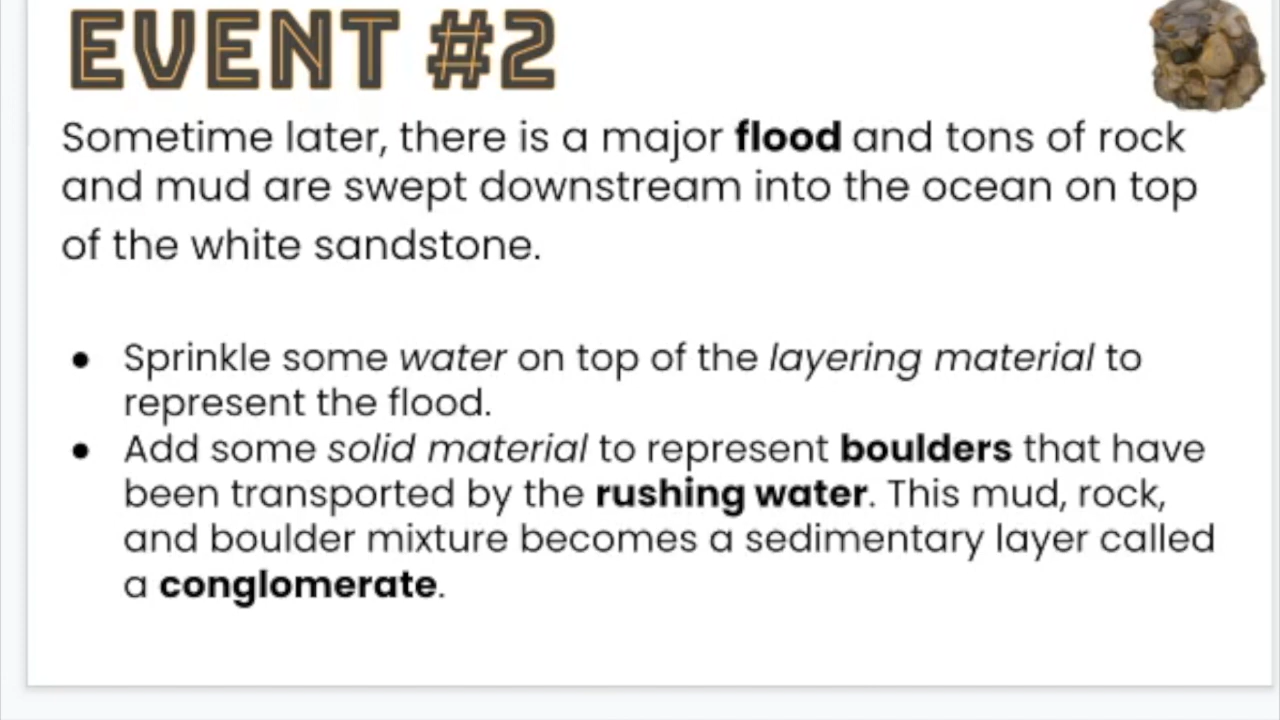 EVENT #2
Sometime later, there is a major flood and tons of rock
and mud are swept downstream into the ocean on top
of the white sandstone.
● Sprinkle some water on top of the layering material to
represent the flood.
● Add some solid material to represent boulders that have
been transported by the rushing water. This mud, rock,
and boulder mixture becomes a sedimentary layer called
a conglomerate.